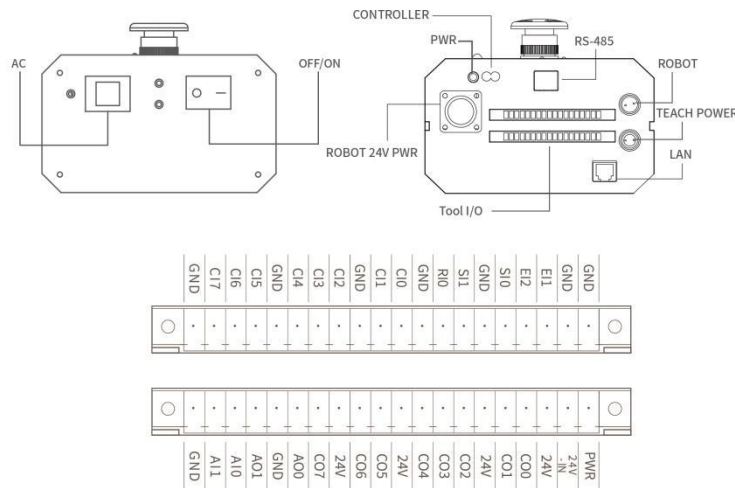 CONTROLLER
PWR
RS-485
AC
OFF/ON
ROBOT
TEACH POWER
ROBOT 24V PWR
LAN
Tool I/O
GND CI7 CI6 CI5 GND CI4 CI3 CI2 GND CI1 CI0 GND RI0 SI1 GND SI0 EI2 EI1 GND GND
GND AI1 AI0 AO1 GND AO0 CO7 24V CO6 CO5 24V CO4 CO3 CO2 24V CO1 CO0 24V 24V-IN PWR